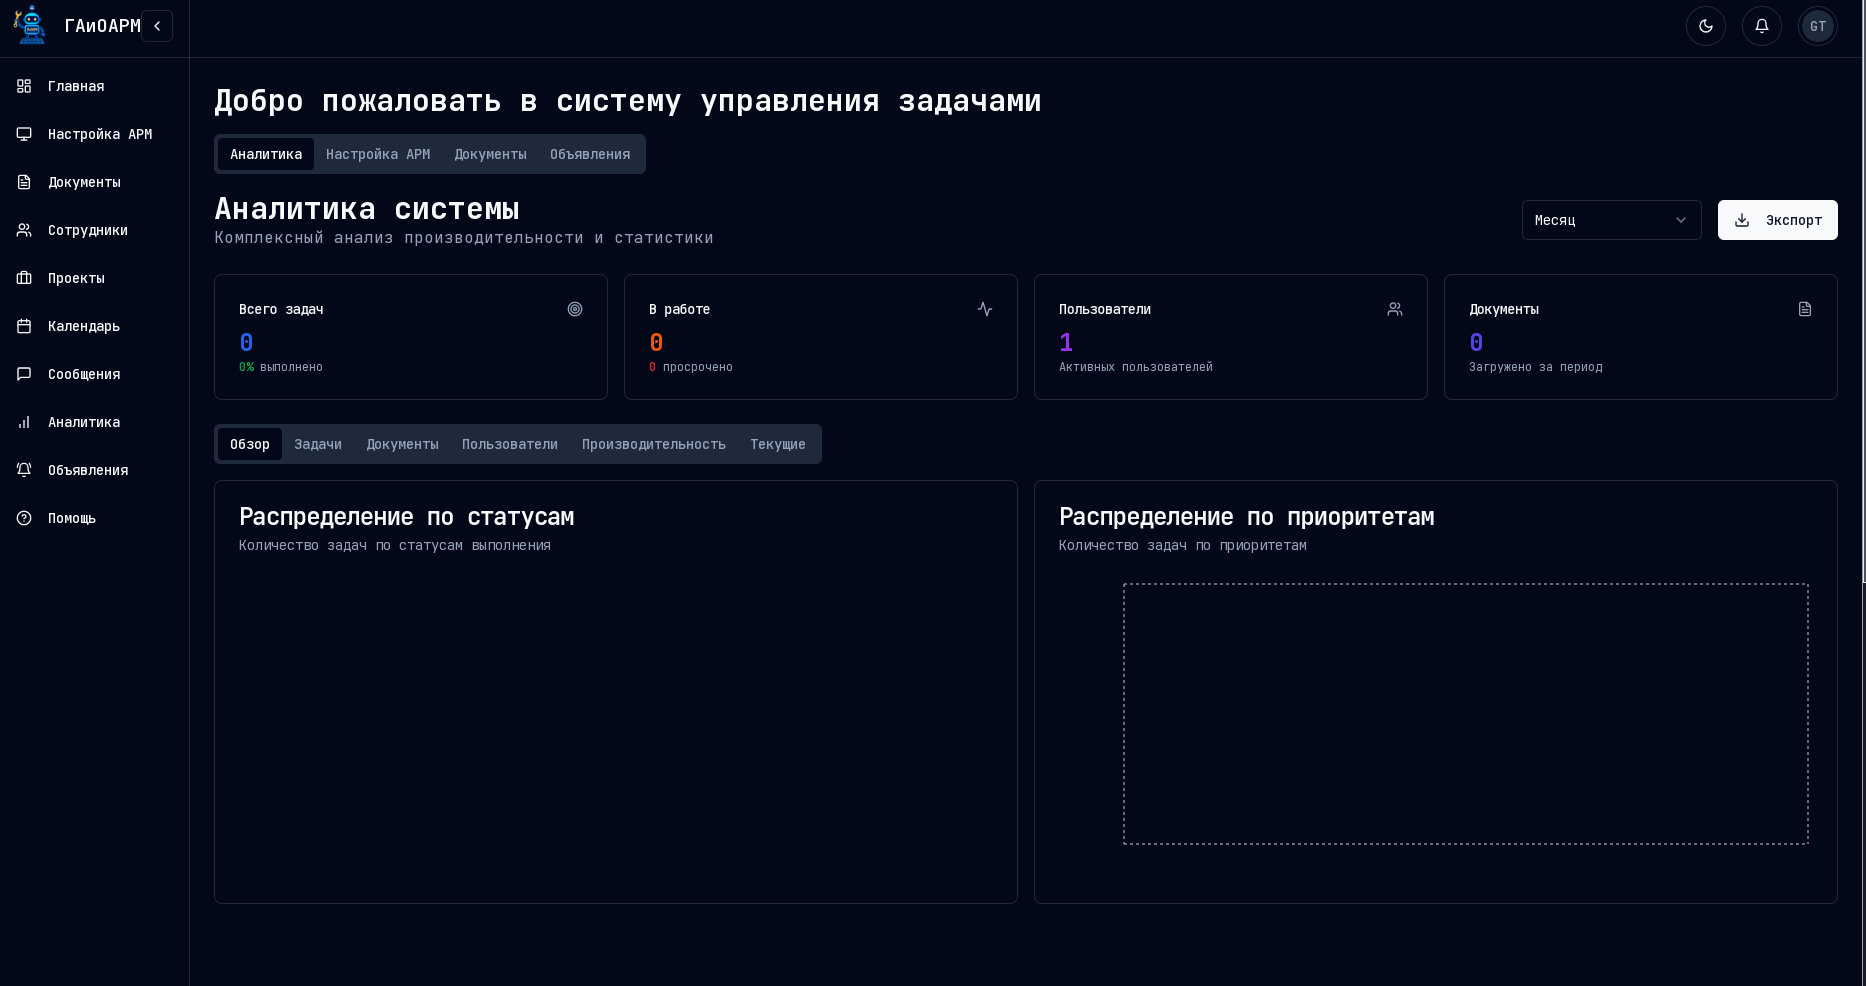 ГАиОАРМ
GT
Главная
Настройка АРМ
Документы
Сотрудники
Проекты
Календарь
Сообщения
Аналитика
Объявления
Помощь
Добро пожаловать в систему управления задачами
Аналитика Настройка АРМ Документы Объявления
Аналитика системы
Комплексный анализ производительности и статистики
Месяц
Экспорт
Всего задач
0
0% выполнено
В работе
0
0 просрочено
Пользователи
1
Активных пользователей
Документы
0
Загружено за период
Обзор Задачи Документы Пользователи Производительность Текущие
Распределение по статусам
Количество задач по статусам выполнения
Распределение по приоритетам
Количество задач по приоритетам